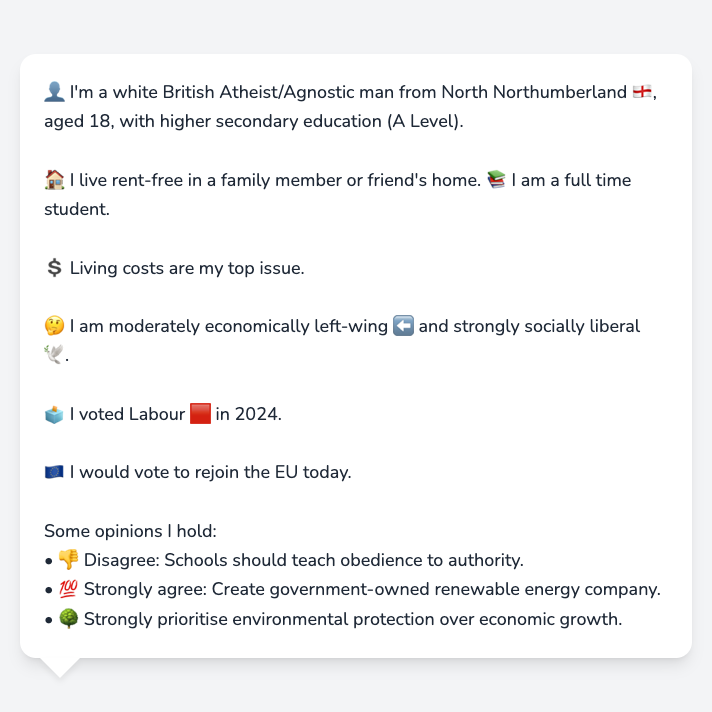 👤 I'm a white British Atheist/Agnostic man from North Northumberland 🏴󠁧󠁢󠁥󠁮󠁧󠁿,
aged 18, with higher secondary education (A Level).
🏠 I live rent-free in a family member or friend's home. 📚 I am a full time
student.
💲 Living costs are my top issue.
🤔 I am moderately economically left-wing ⬅️ and strongly socially liberal
🕊️.
🗳️ I voted Labour 🟥 in 2024.
🇪🇺 I would vote to rejoin the EU today.
Some opinions I hold:
• 👎 Disagree: Schools should teach obedience to authority.
• 💯 Strongly agree: Create government-owned renewable energy company.
• 🌳 Strongly prioritise environmental protection over economic growth.